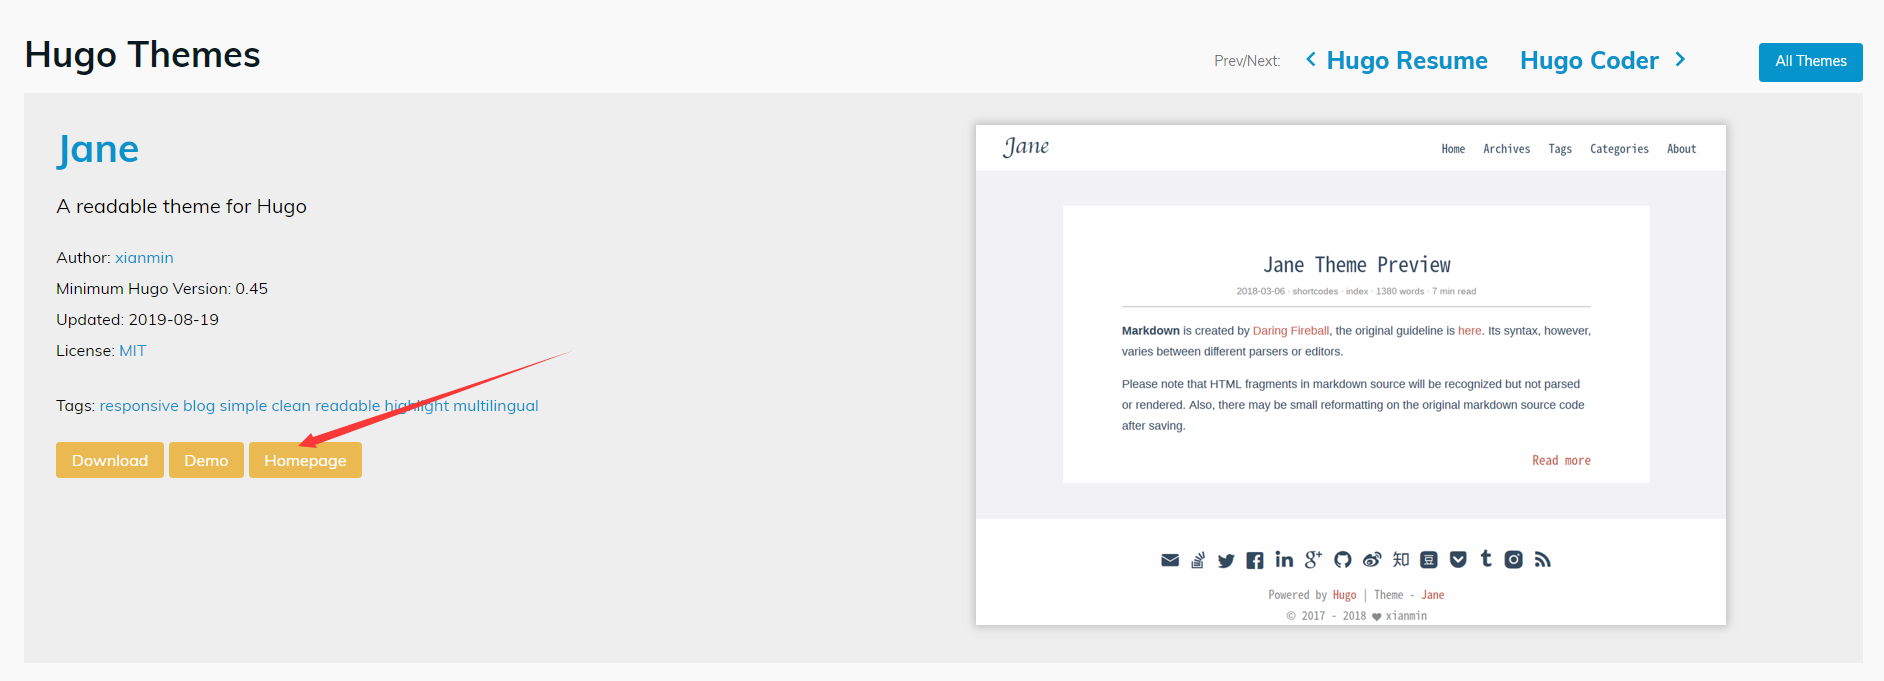 Hugo Themes
Prev/Next: Hugo Resume Hugo Coder All Themes
Jane
A readable theme for Hugo
Author: xianmin
Minimum Hugo Version: 0.45
Updated: 2019-08-19
License: MIT
Tags: responsive blog simple clean readable highlight multilingual
Download Demo Homepage
Jane
Home Archives Tags Categories About
Jane Theme Preview
2018-03-06 · shortcodes · index · 1380 words · 7 min read
Markdown is created by Daring Fireball, the original guideline is here. Its syntax, however,
varies between different parsers or editors.
Please note that HTML fragments in markdown source will be recognized but not parsed
or rendered. Also, there may be small reformatting on the original markdown source code
after saving.
Read more
知 豆
Powered by Hugo | Theme - Jane
© 2017 - 2018 xianmin